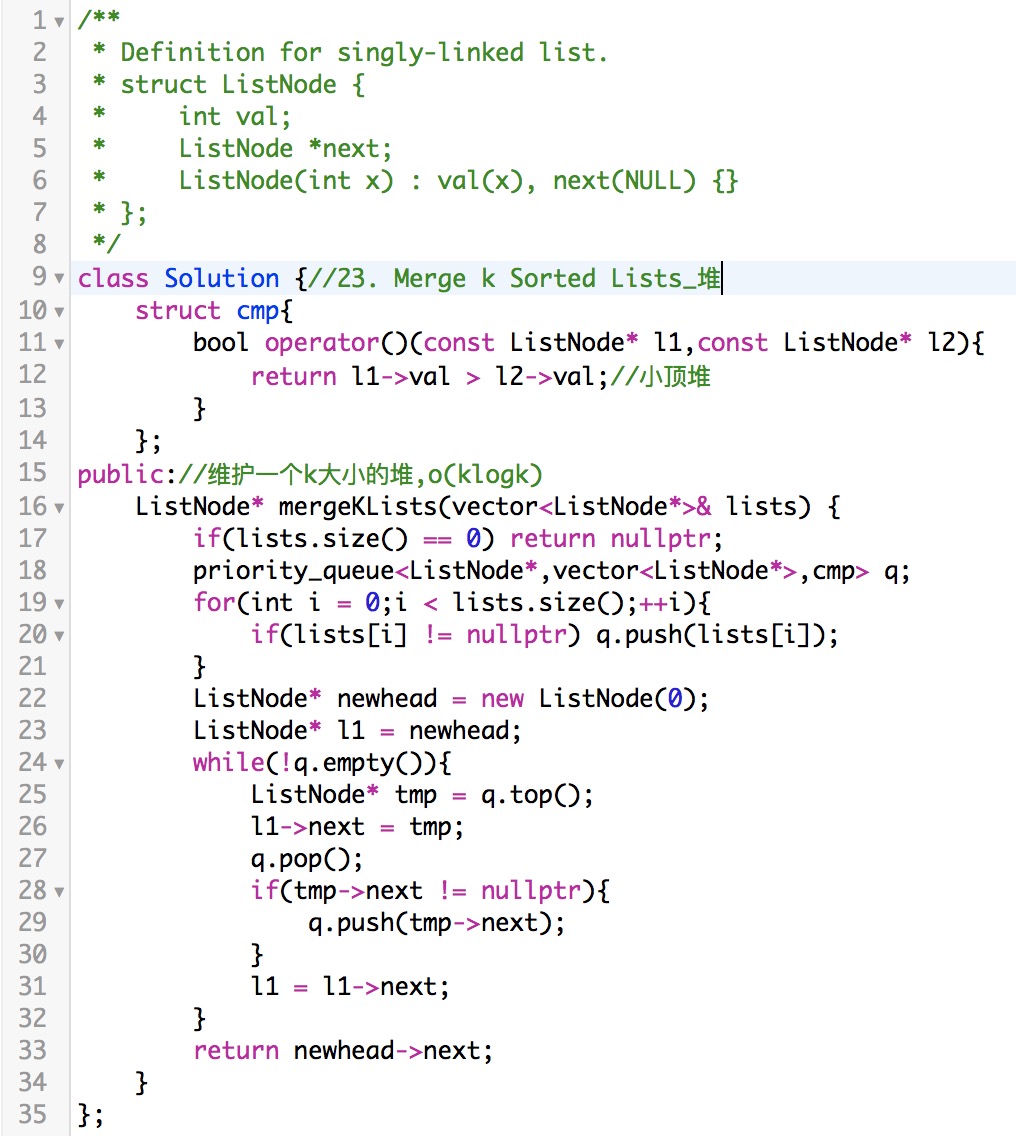 1 /**
2  * Definition for singly-linked list.
3  * struct ListNode {
4  *     int val;
5  *     ListNode *next;
6  *     ListNode(int x) : val(x), next(NULL) {}
7  * };
8  */
9 class Solution {//23. Merge k Sorted Lists_堆
10     struct cmp{
11         bool operator()(const ListNode* l1,const ListNode* l2){
12             return l1->val > l2->val;//小顶堆
13         }
14     };
15 public://维护一个k大小的堆,o(klogk)
16     ListNode* mergeKLists(vector<ListNode*>& lists) {
17         if(lists.size() == 0) return nullptr;
18         priority_queue<ListNode*,vector<ListNode*>,cmp> q;
19         for(int i = 0;i < lists.size();++i){
20             if(lists[i] != nullptr) q.push(lists[i]);
21         }
22         ListNode* newhead = new ListNode(0);
23         ListNode* l1 = newhead;
24         while(!q.empty()){
25             ListNode* tmp = q.top();
26             l1->next = tmp;
27             q.pop();
28             if(tmp->next != nullptr){
29                 q.push(tmp->next);
30             }
31             l1 = l1->next;
32         }
33         return newhead->next;
34     }
35 };